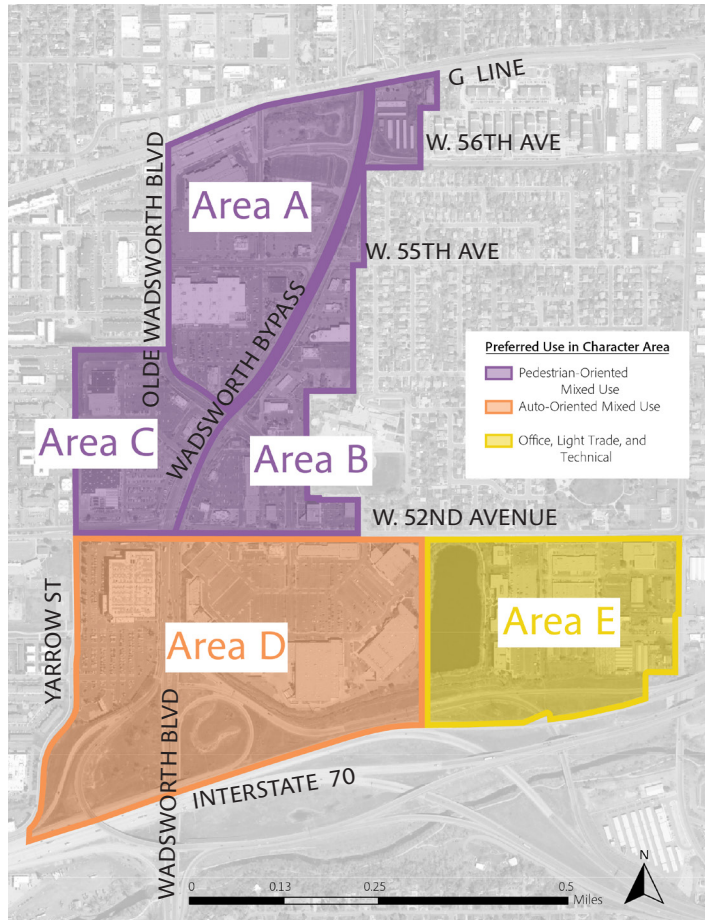 G LINE
W. 56TH AVE
OLDE WADSWORTH BLVD
Area A
W. 55TH AVE
WADSWORTH BYPASS
Preferred Use in Character Area
Pedestrian-Oriented
Mixed Use
Auto-Oriented Mixed Use
Office, Light Trade, and
Technical
Area C
Area B
W. 52ND AVENUE
YARROW ST
Area D
Area E
WADSWORTH BLVD
INTERSTATE 70
N
0 0.13 0.25 0.5
Miles